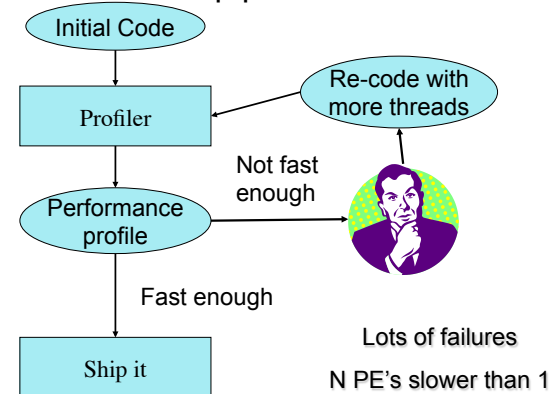 Initial Code
Profiler
Re-code with
more threads
Not fast
enough
Performance
profile
Fast enough
Ship it
Lots of failures
N PE's slower than 1